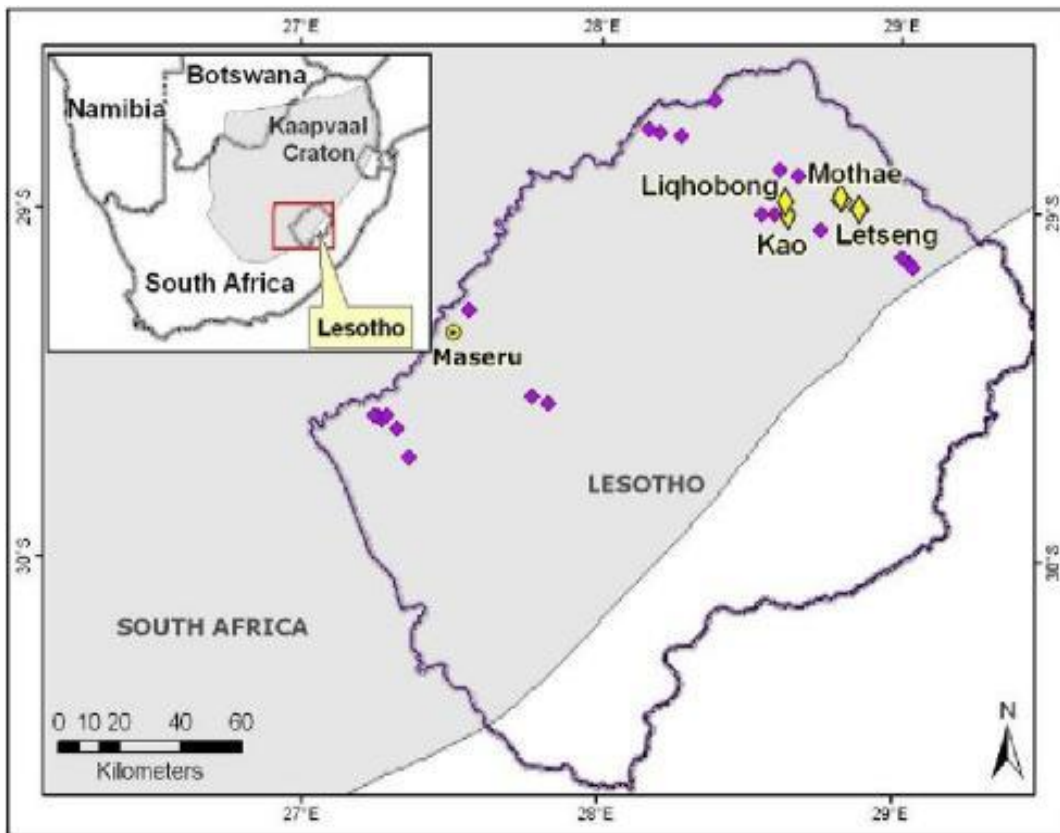 27°E
28°E
29°E
Botswana
Namibia
Kaapvaal
Craton
South Africa
Lesotho
29°S
29°S
Liqhobong
Mothae
Kao
Letseng
Maseru
LESOTHO
30°S
30°S
SOUTH AFRICA
0 10 20 40 60
Kilometers
N
27°E
28°E
29°E